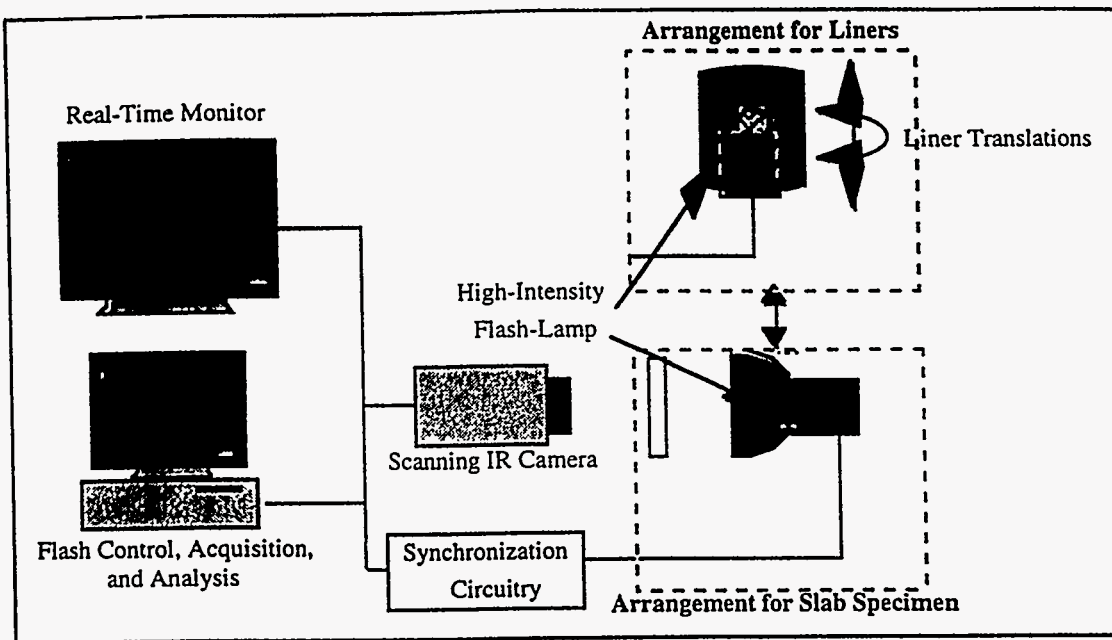 Arrangement for Liners
Real-Time Monitor
Liner Translations
High-Intensity
Flash-Lamp
Scanning IR Camera
Flash Control, Acquisition,
and Analysis
Synchronization
Circuitry
Arrangement for Slab Specimen